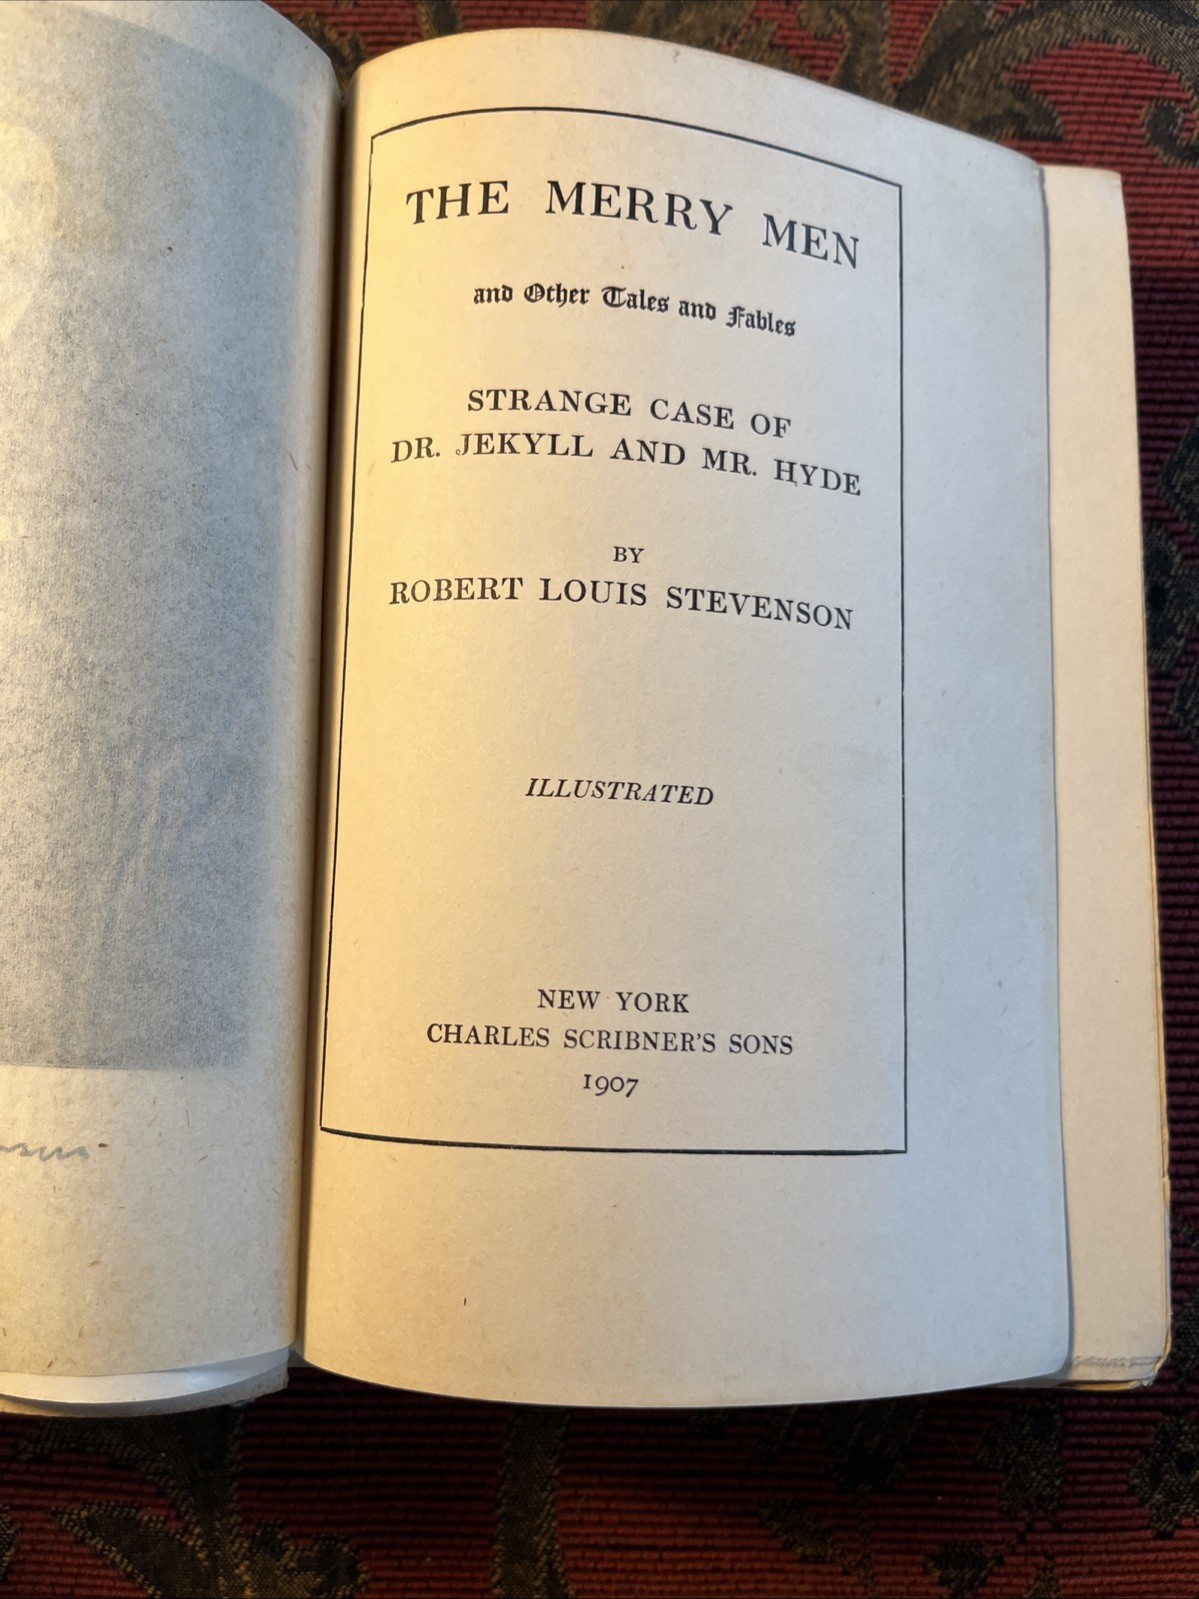 THE MERRY MEN
and Other Tales and Fables
STRANGE CASE OF
DR. JEKYLL AND MR. HYDE
BY
ROBERT LOUIS STEVENSON
ILLUSTRATED
NEW YORK
CHARLES SCRIBNER'S SONS
1907